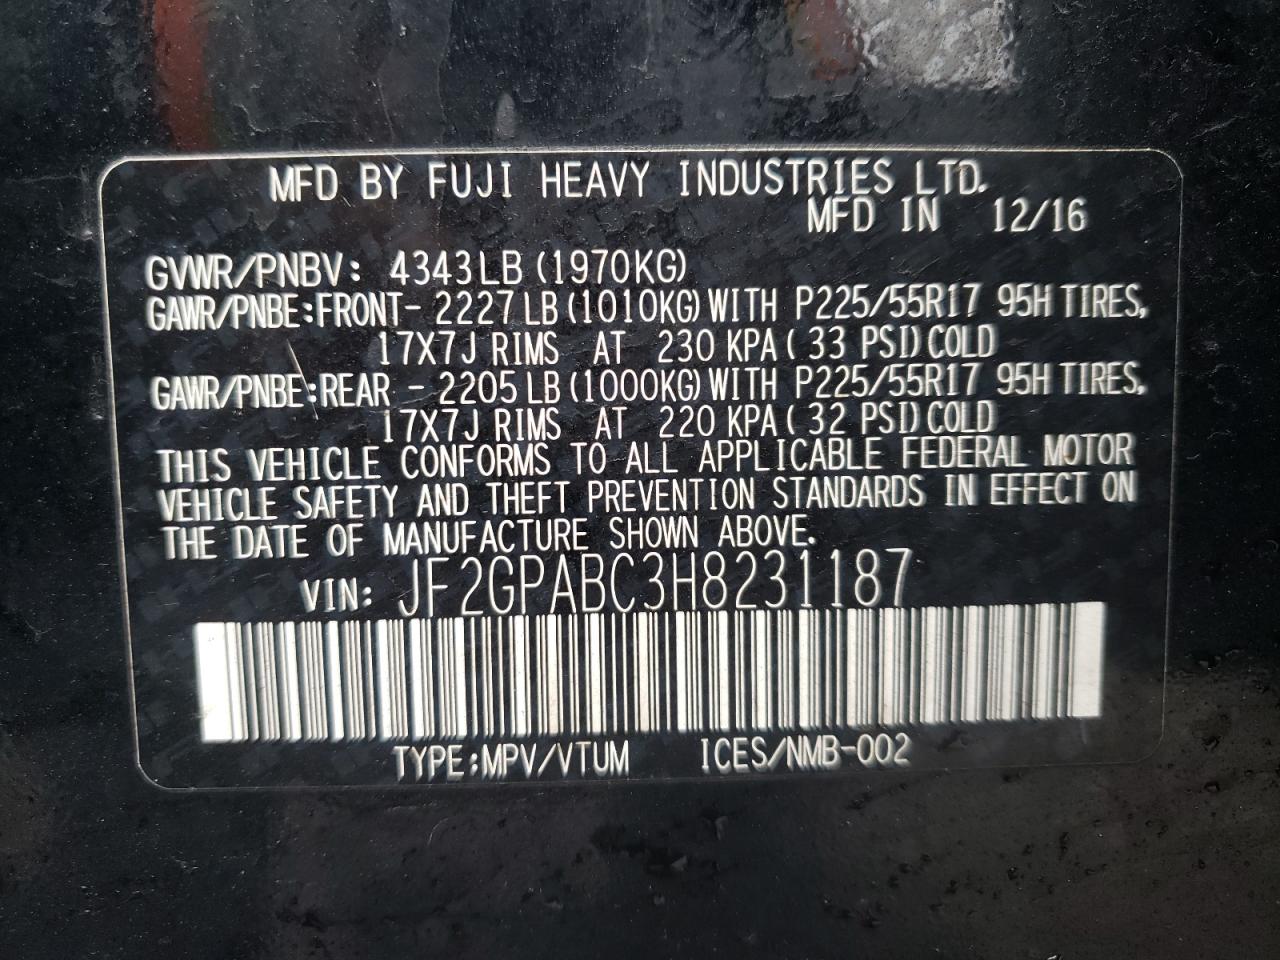 MFD BY FUJI HEAVY INDUSTRIES LTD.
MFD IN 12/16
GVWR/PNBV: 4343LB (1970KG)
GAWR/PNBE:FRONT- 2227 LB (1010KG) WITH P225/55R17 95H TIRES,
17X7J RIMS AT 230 KPA ( 33 PSI) COLD
GAWR/PNBE:REAR - 2205 LB (1000KG) WITH P225/55R17 95H TIRES,
17X7J RIMS AT 220 KPA ( 32 PSI) COLD
THIS VEHICLE CONFORMS TO ALL APPLICABLE FEDERAL MOTOR
VEHICLE SAFETY AND THEFT PREVENTION STANDARDS IN EFFECT ON
THE DATE OF MANUFACTURE SHOWN ABOVE.
VIN: JF2GPABC3H8231187
TYPE:MPV/VTUM ICES/NMB-002